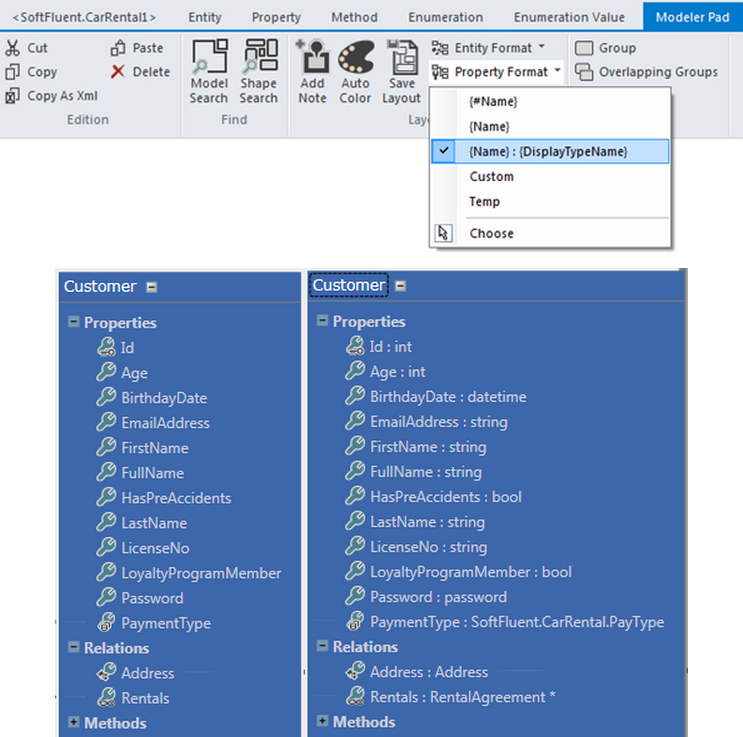 <SoftFluent.CarRental1> Entity Property Method Enumeration Enumeration Value Modeler Pad
Cut Paste
Copy Delete
Copy As Xml
Edition
Model Search
Shape Search
Find
Add Note
Auto Color
Save Layout
Entity Format
Property Format
Group
Overlapping Groups
{#Name}
{Name}
{Name} : {DisplayTypeName}
Custom
Temp
Choose
Customer
Properties
Id
Age
BirthdayDate
EmailAddress
FirstName
FullName
HasPreAccidents
LastName
LicenseNo
LoyaltyProgramMember
Password
PaymentType
Relations
Address
Rentals
Methods
Customer
Properties
Id : int
Age : int
BirthdayDate : datetime
EmailAddress : string
FirstName : string
FullName : string
HasPreAccidents : bool
LastName : string
LicenseNo : string
LoyaltyProgramMember : bool
Password : password
PaymentType : SoftFluent.CarRental.PayType
Relations
Address : Address
Rentals : RentalAgreement *
Methods